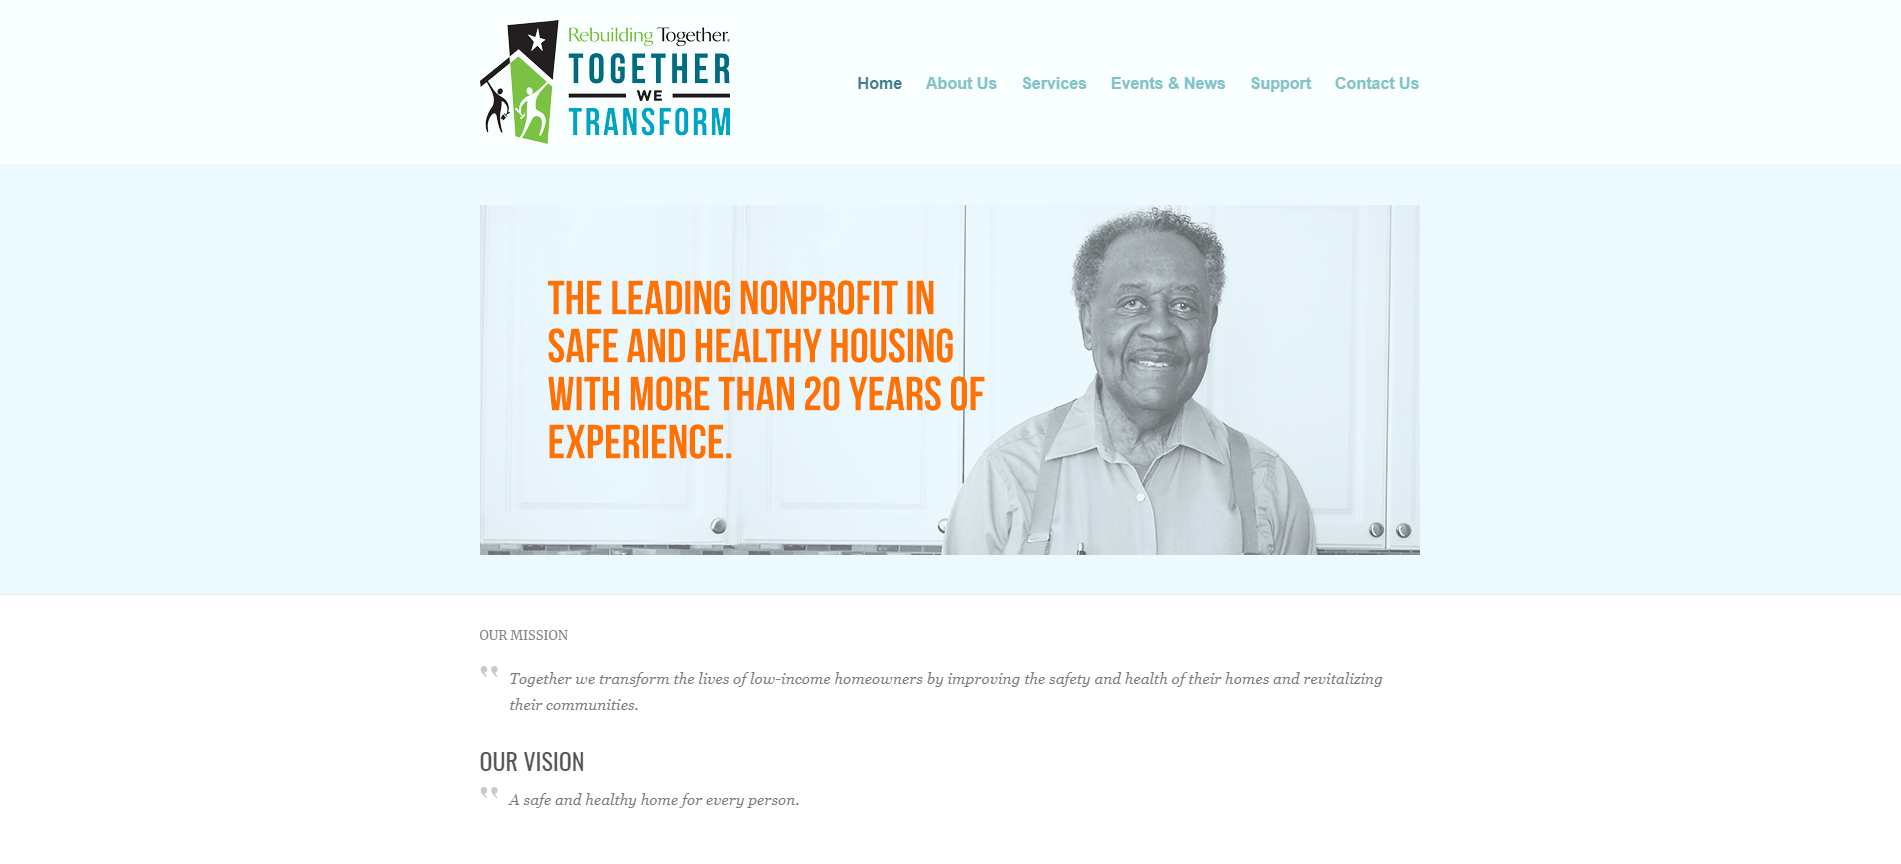 Rebuilding Together.
TOGETHER
WE
TRANSFORM
Home About Us Services Events & News Support Contact Us
THE LEADING NONPROFIT IN
SAFE AND HEALTHY HOUSING
WITH MORE THAN 20 YEARS OF
EXPERIENCE.
OUR MISSION
" Together we transform the lives of low-income homeowners by improving the safety and health of their homes and revitalizing
their communities.
OUR VISION
" A safe and healthy home for every person.